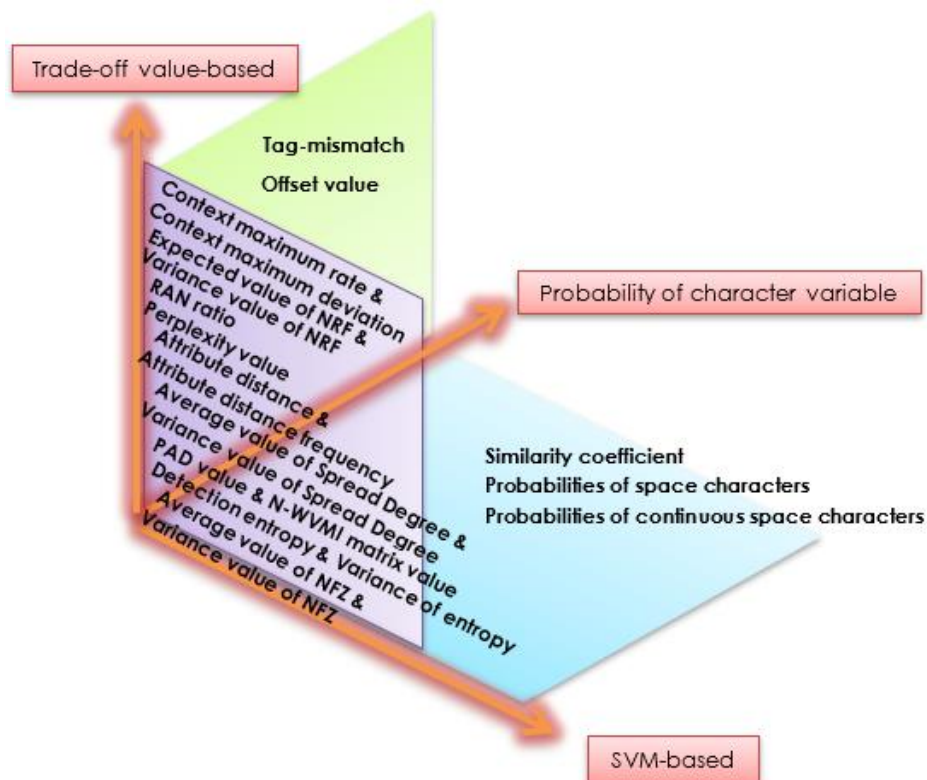 Trade-off value-based
Tag-mismatch
Offset value
Context maximum rate &
Context maximum deviation
Expected value of NRF &
Variance value of NRF
RAN ratio
Perplexity value
Attribute distance &
Attribute distance frequency
Average value of Spread Degree &
Variance value of Spread Degree
PAD value & N-WVMI matrix value
Detection entropy & Variance of entropy
Average value of NFZ &
Variance value of NFZ
Probability of character variable
Similarity coefficient
Probabilities of space characters
Probabilities of continuous space characters
SVM-based